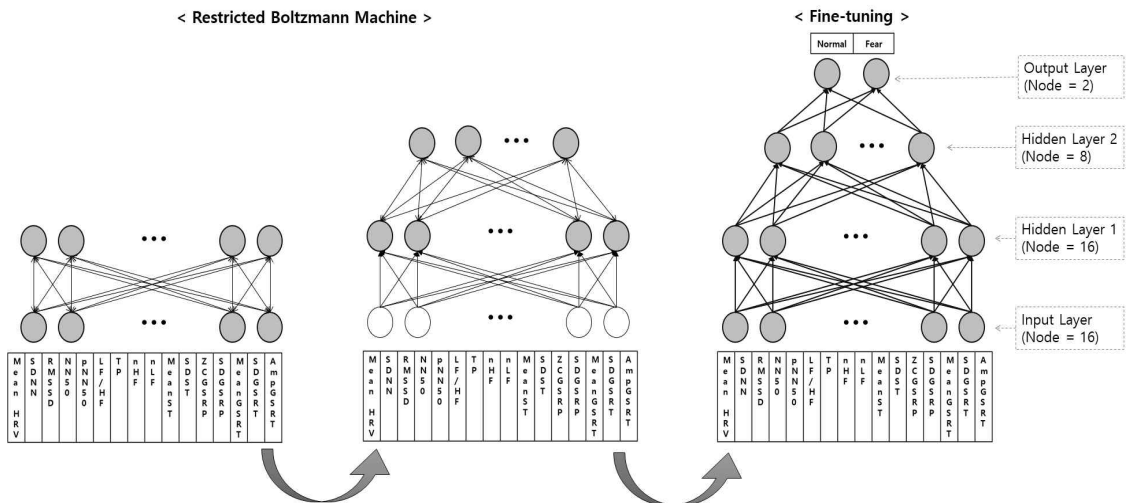 < Restricted Boltzmann Machine >
< Fine-tuning >
Normal Fear
Output Layer
(Node = 2)
Hidden Layer 2
(Node = 8)
Hidden Layer 1
(Node = 16)
Input Layer
(Node = 16)
Mean HRV
SDNN
RMSSD
NN50
pNN50
LF/HF
TP
nHF
nLF
MeanST
SDST
ZCGSRP
SDGSRP
MeanGSRT
SDGSRT
AmpGSRT
Mean HRV
SDNN
RMSSD
NN50
pNN50
LF/HF
TP
nHF
nLF
MeanST
SDST
ZCGSRP
SDGSRP
MeanGSRT
SDGSRT
AmpGSRT
Mean HRV
SDNN
RMSSD
NN50
pNN50
LF/HF
TP
nHF
nLF
MeanST
SDST
ZCGSRP
SDGSRP
MeanGSRT
SDGSRT
AmpGSRT